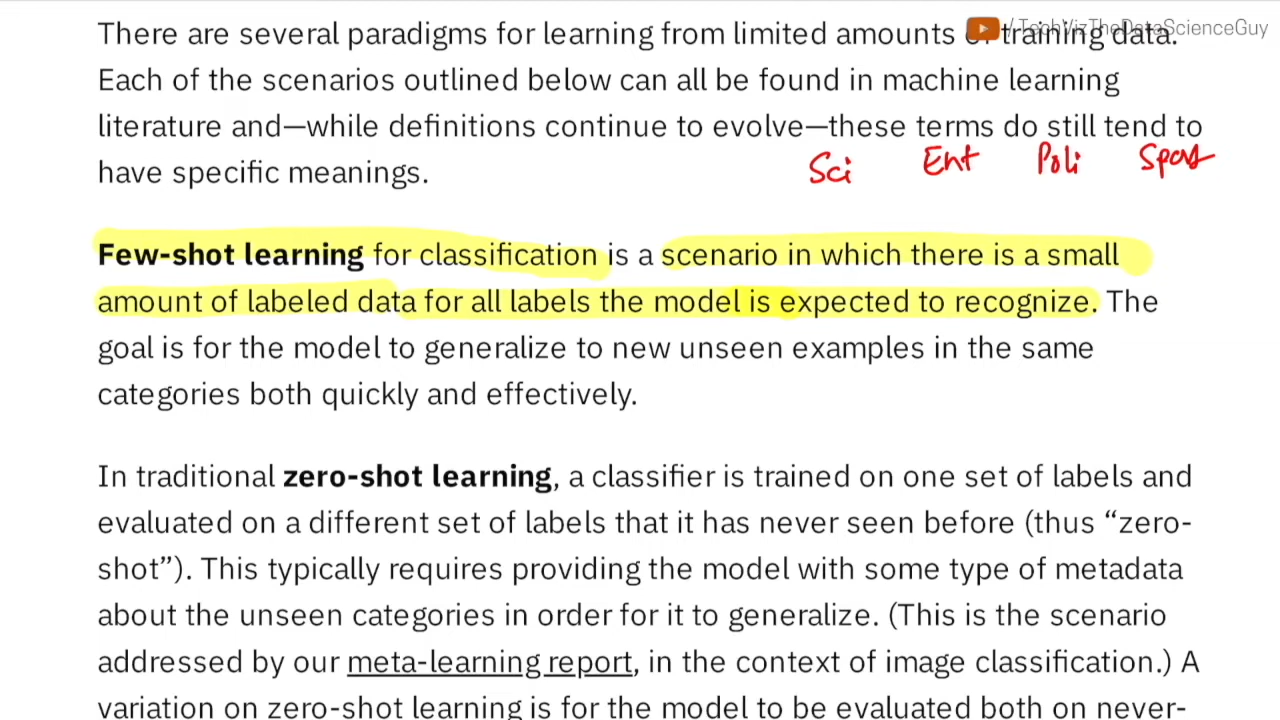 / TechVizTheDataScienceGuy
There are several paradigms for learning from limited amounts of training data.
Each of the scenarios outlined below can all be found in machine learning
literature and—while definitions continue to evolve—these terms do still tend to
have specific meanings.
Sci Ent Poli Sport
Few-shot learning for classification is a scenario in which there is a small
amount of labeled data for all labels the model is expected to recognize. The
goal is for the model to generalize to new unseen examples in the same
categories both quickly and effectively.
In traditional zero-shot learning, a classifier is trained on one set of labels and
evaluated on a different set of labels that it has never seen before (thus “zero-
shot”). This typically requires providing the model with some type of metadata
about the unseen categories in order for it to generalize. (This is the scenario
addressed by our meta-learning report, in the context of image classification.) A
variation on zero-shot learning is for the model to be evaluated both on never-